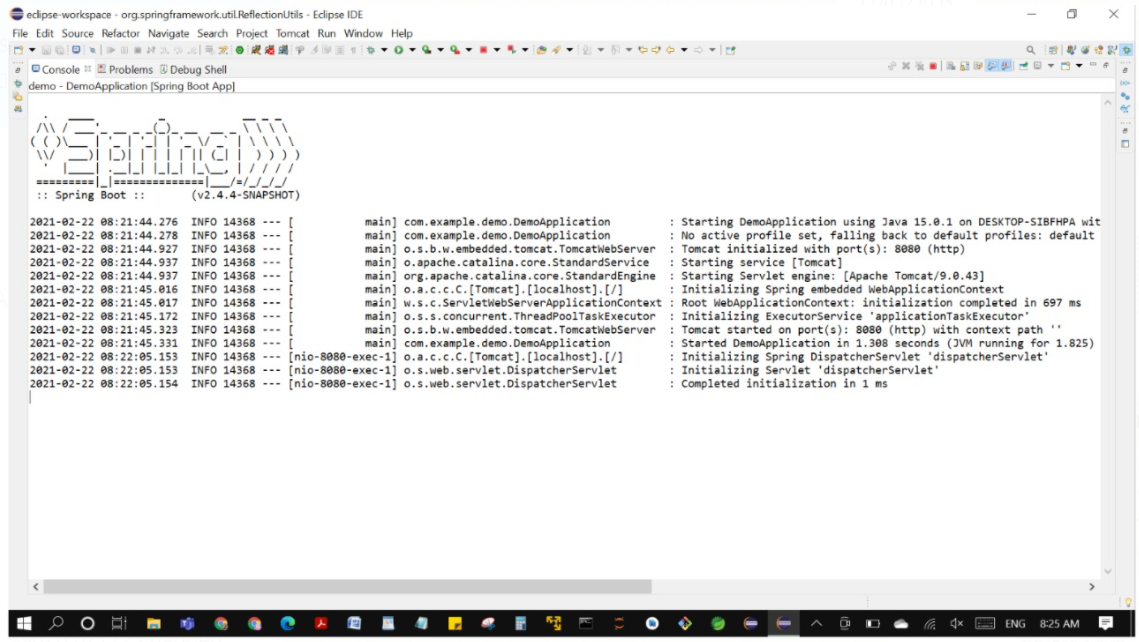 eclipse-workspace - org.springframework.util.ReflectionUtils - Eclipse IDE
File Edit Source Refactor Navigate Search Project Tomcat Run Window Help
Console Problems Debug Shell
demo - DemoApplication [Spring Boot App]
Spring
:: Spring Boot :: (v2.4.4-SNAPSHOT)
2021-02-22 08:21:44.276 INFO 14368 --- [ main] com.example.demo.DemoApplication : Starting DemoApplication using Java 15.0.1 on DESKTOP-SIBFHPA wit
2021-02-22 08:21:44.278 INFO 14368 --- [ main] com.example.demo.DemoApplication : No active profile set, falling back to default profiles: default
2021-02-22 08:21:44.927 INFO 14368 --- [ main] o.s.b.w.embedded.tomcat.TomcatWebServer : Tomcat initialized with port(s): 8080 (http)
2021-02-22 08:21:44.937 INFO 14368 --- [ main] o.apache.catalina.core.StandardService : Starting service [Tomcat]
2021-02-22 08:21:44.937 INFO 14368 --- [ main] org.apache.catalina.core.StandardEngine : Starting Servlet engine: [Apache Tomcat/9.0.43]
2021-02-22 08:21:45.016 INFO 14368 --- [ main] o.a.c.c.C.[Tomcat].[localhost].[/] : Initializing Spring embedded WebApplicationContext
2021-02-22 08:21:45.017 INFO 14368 --- [ main] w.s.c.ServletWebServerApplicationContext : Root WebApplicationContext: initialization completed in 697 ms
2021-02-22 08:21:45.172 INFO 14368 --- [ main] o.s.s.concurrent.ThreadPoolTaskExecutor : Initializing ExecutorService 'applicationTaskExecutor'
2021-02-22 08:21:45.323 INFO 14368 --- [ main] o.s.b.w.embedded.tomcat.TomcatWebServer : Tomcat started on port(s): 8080 (http) with context path ''
2021-02-22 08:21:45.331 INFO 14368 --- [ main] com.example.demo.DemoApplication : Started DemoApplication in 1.308 seconds (JVM running for 1.825)
2021-02-22 08:22:05.153 INFO 14368 --- [nio-8080-exec-1] o.a.c.c.C.[Tomcat].[localhost].[/] : Initializing Spring DispatcherServlet 'dispatcherServlet'
2021-02-22 08:22:05.153 INFO 14368 --- [nio-8080-exec-1] o.s.web.servlet.DispatcherServlet : Initializing Servlet 'dispatcherServlet'
2021-02-22 08:22:05.154 INFO 14368 --- [nio-8080-exec-1] o.s.web.servlet.DispatcherServlet : Completed initialization in 1 ms
ENG 8:25 AM